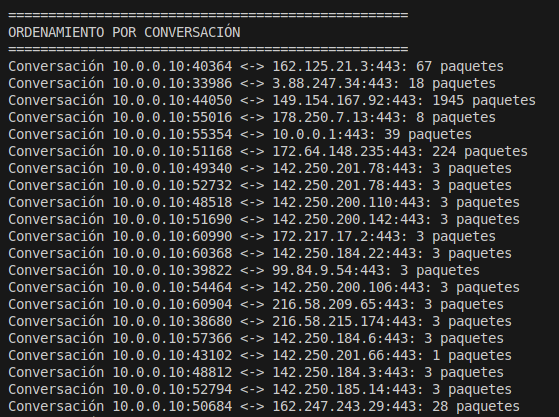 ==================================================
ORDENAMIENTO POR CONVERSACIÓN
==================================================
Conversación 10.0.0.10:40364 <-> 162.125.21.3:443: 67 paquetes
Conversación 10.0.0.10:33986 <-> 3.88.247.34:443: 18 paquetes
Conversación 10.0.0.10:44050 <-> 149.154.167.92:443: 1945 paquetes
Conversación 10.0.0.10:55016 <-> 178.250.7.13:443: 8 paquetes
Conversación 10.0.0.10:55354 <-> 10.0.0.1:443: 39 paquetes
Conversación 10.0.0.10:51168 <-> 172.64.148.235:443: 224 paquetes
Conversación 10.0.0.10:49340 <-> 142.250.201.78:443: 3 paquetes
Conversación 10.0.0.10:52732 <-> 142.250.201.78:443: 3 paquetes
Conversación 10.0.0.10:48518 <-> 142.250.200.110:443: 3 paquetes
Conversación 10.0.0.10:51690 <-> 142.250.200.142:443: 3 paquetes
Conversación 10.0.0.10:60990 <-> 172.217.17.2:443: 3 paquetes
Conversación 10.0.0.10:60368 <-> 142.250.184.22:443: 3 paquetes
Conversación 10.0.0.10:39822 <-> 99.84.9.54:443: 3 paquetes
Conversación 10.0.0.10:54464 <-> 142.250.200.106:443: 3 paquetes
Conversación 10.0.0.10:60904 <-> 216.58.209.65:443: 3 paquetes
Conversación 10.0.0.10:38680 <-> 216.58.215.174:443: 3 paquetes
Conversación 10.0.0.10:57366 <-> 142.250.184.6:443: 3 paquetes
Conversación 10.0.0.10:43102 <-> 142.250.201.66:443: 1 paquetes
Conversación 10.0.0.10:48812 <-> 142.250.184.3:443: 3 paquetes
Conversación 10.0.0.10:52794 <-> 142.250.185.14:443: 3 paquetes
Conversación 10.0.0.10:50684 <-> 162.247.243.29:443: 28 paquetes